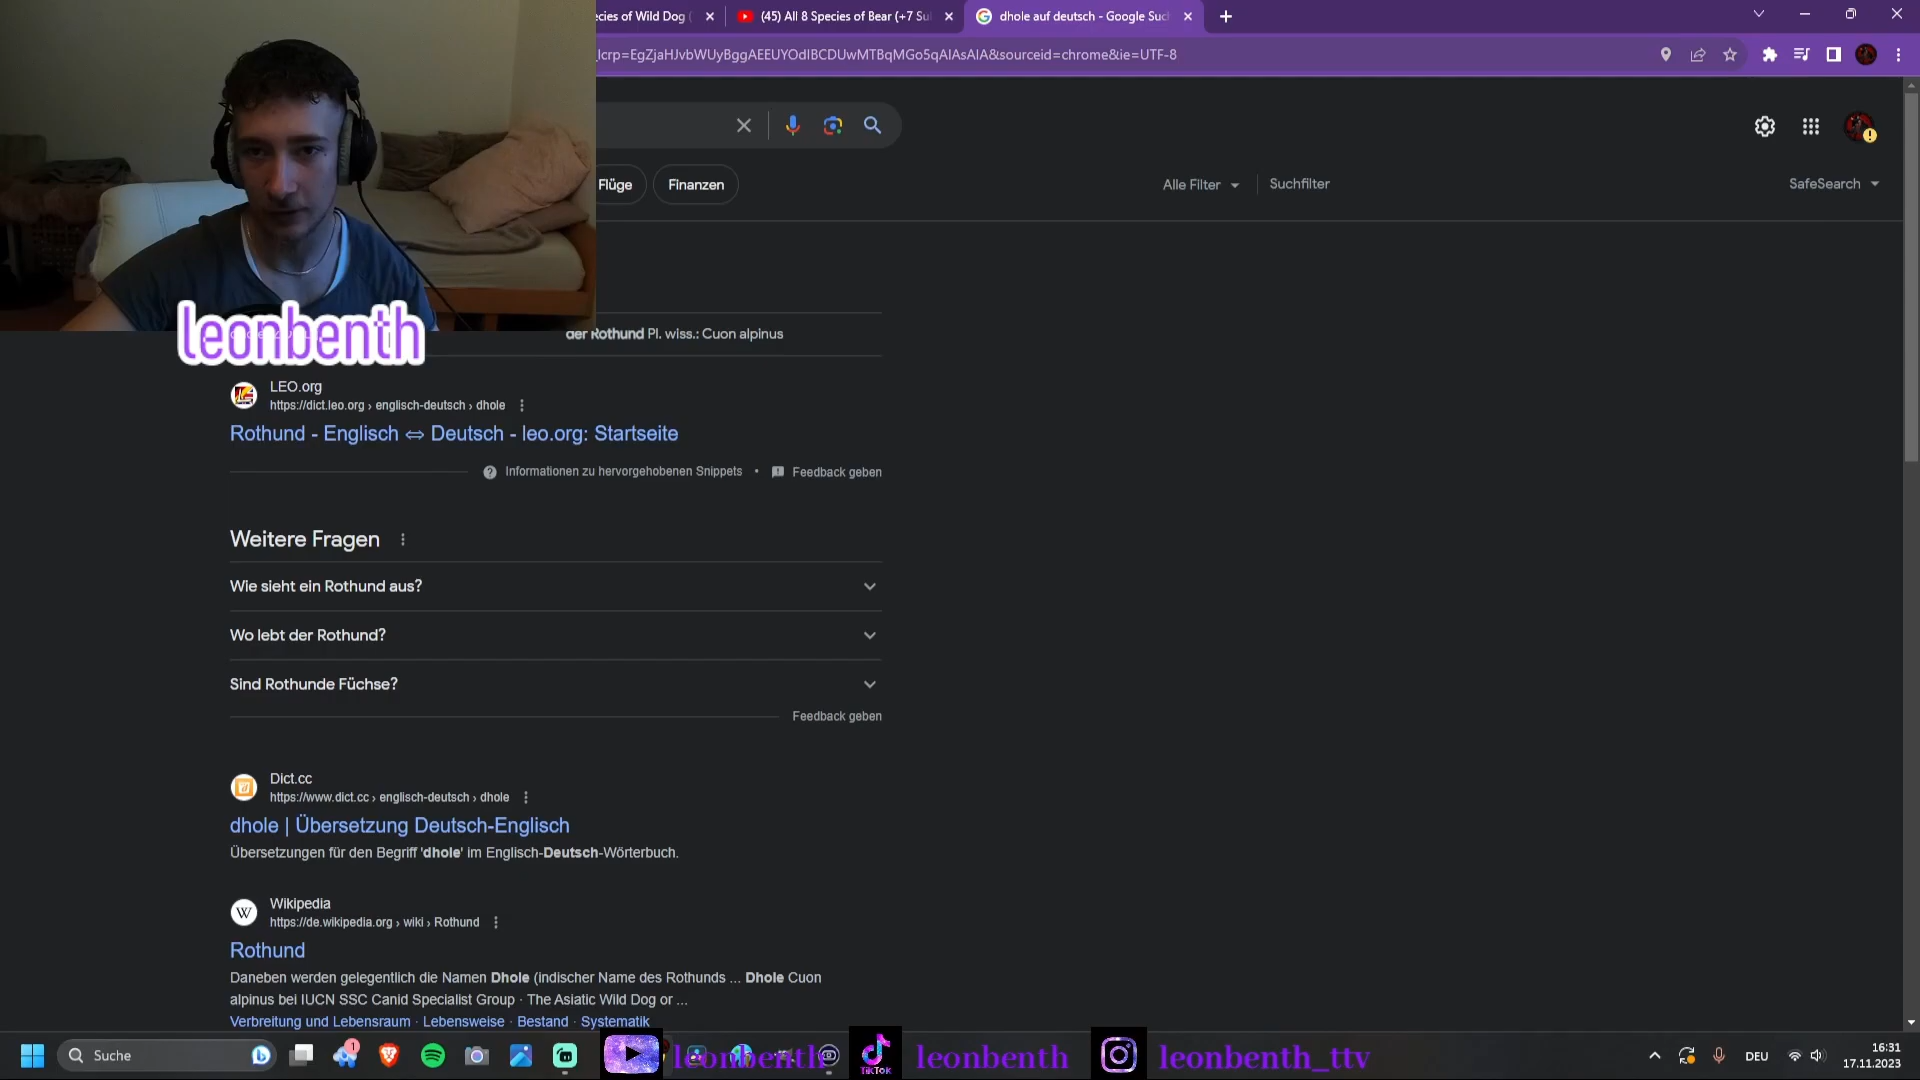 ecies of Wild Dog (
(45) All 8 Species of Bear (+7 Su
dhole auf deutsch - Google Suc
lcrp=EgZjaHJvbWUyBggAEEUYOdIBCDUwMTBqMGo5qAIAsAIA&sourceid=chrome&ie=UTF-8
Flüge
Finanzen
Alle Filter
Suchfilter
SafeSearch
leonbenth
der Rothund Pl. wiss.: Cuon alpinus
LEO.org
https://dict.leo.org › englisch-deutsch › dhole
Rothund - Englisch ⇔ Deutsch - leo.org: Startseite
Informationen zu hervorgehobenen Snippets • Feedback geben
Weitere Fragen
Wie sieht ein Rothund aus?
Wo lebt der Rothund?
Sind Rothunde Füchse?
Feedback geben
Dict.cc
https://www.dict.cc › englisch-deutsch › dhole
dhole | Übersetzung Deutsch-Englisch
Übersetzungen für den Begriff 'dhole' im Englisch-Deutsch-Wörterbuch.
Wikipedia
https://de.wikipedia.org › wiki › Rothund
Rothund
Daneben werden gelegentlich die Namen Dhole (indischer Name des Rothunds ... Dhole Cuon
alpinus bei IUCN SSC Canid Specialist Group · The Asiatic Wild Dog or ...
Verbreitung und Lebensraum · Lebensweise · Bestand · Systematik
Suche
1
leonbenth
TikTok
leonbenth
leonbenth_ttv
DEU
16:31
17.11.2023